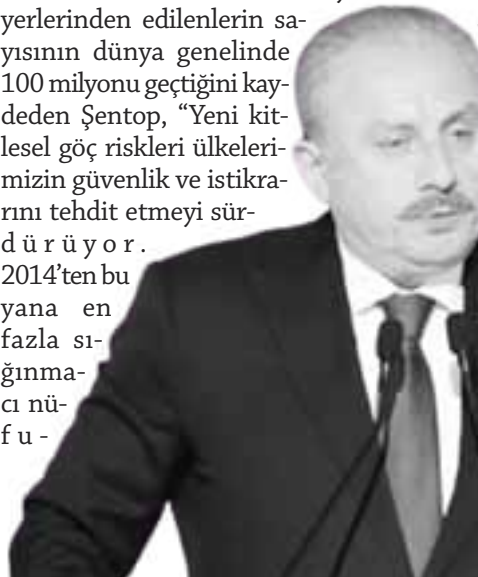 yerlerinden edilenlerin sa-
yısının dünya genelinde
100 milyonu geçtiğini kay-
deden Şentop, “Yeni kit-
lesel göç riskleri ülkeleri-
mizin güvenlik ve istikra-
rını tehdit etmeyi sür-
dürüyor.
2014’ten bu
yana en
fazla sı-
ğınma-
cı nü-
fu-